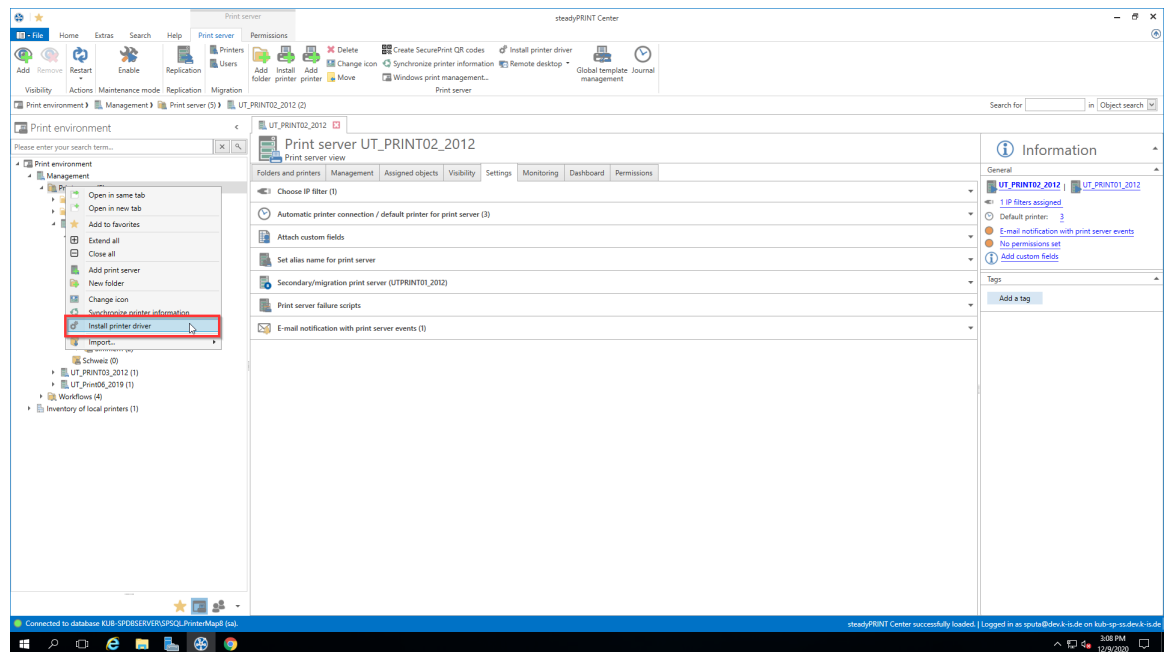 Print server
steadyPRINT Center
File Home Extras Search Help Print server Permissions
Add Remove Restart Enable Replication Printers Users
Add folder Install printer Add printer Delete Change icon Move
Create SecurePrint QR codes Synchronize printer information Windows print management...
Install printer driver Remote desktop
Global template management Journal
Visibility Actions Maintenance mode Replication Migration Print server
Print environment Management Print server (5) UT_PRINT02_2012 (2)
Search for in Object search
Print environment
Please enter your search term...
Print environment
Management
Open in same tab
Open in new tab
Add to favorites
Extend all
Close all
Add print server
New folder
Change icon
Synchronize printer information
Install printer driver
Import...
Schweiz (0)
UT_PRINT03_2012 (1)
UT_Print06_2019 (1)
Workflows (4)
Inventory of local printers (1)
UT_PRINT02_2012
Print server UT_PRINT02_2012
Print server view
Folders and printers Management Assigned objects Visibility Settings Monitoring Dashboard Permissions
Choose IP filter (1)
Automatic printer connection / default printer for print server (3)
Attach custom fields
Set alias name for print server
Secondary/migration print server (UTPRINT01_2012)
Print server failure scripts
E-mail notification with print server events (1)
Information
General
UT_PRINT02_2012 | UT_PRINT01_2012
1 IP filters assigned
Default printer: 3
E-mail notification with print server events
No permissions set
Add custom fields
Tags
Add a tag
Connected to database KUB-SPDBSERVER\SPSQL.PrinterMap8 (sa).
steadyPRINT Center successfully loaded. | Logged in as sputa@dev.k-is.de on kub-sp-ss.dev.k-is.de
3:08 PM
12/9/2020